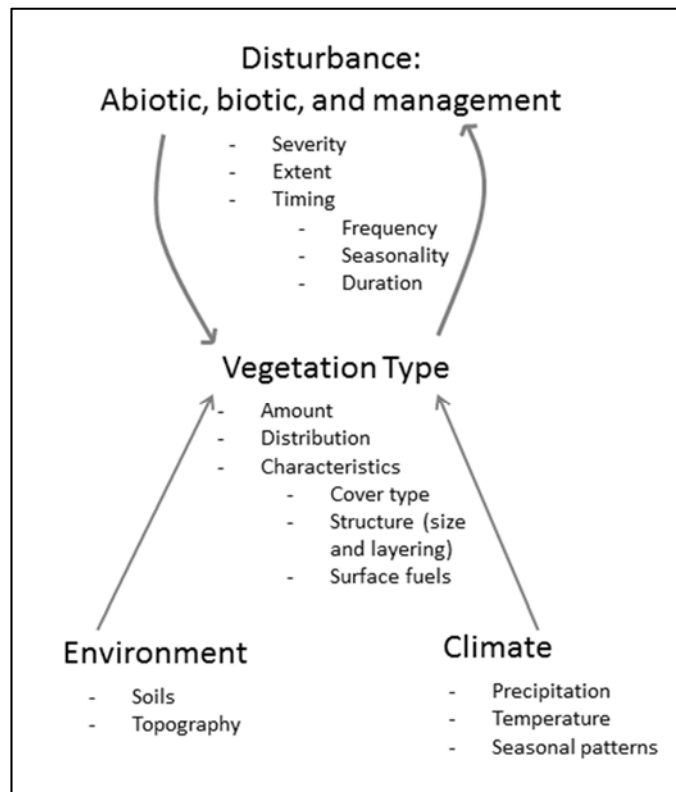 Disturbance:
Abiotic, biotic, and management
- Severity
- Extent
- Timing
- Frequency
- Seasonality
- Duration
Vegetation Type
- Amount
- Distribution
- Characteristics
- Cover type
- Structure (size
and layering)
- Surface fuels
Environment
- Soils
- Topography
Climate
- Precipitation
- Temperature
- Seasonal patterns